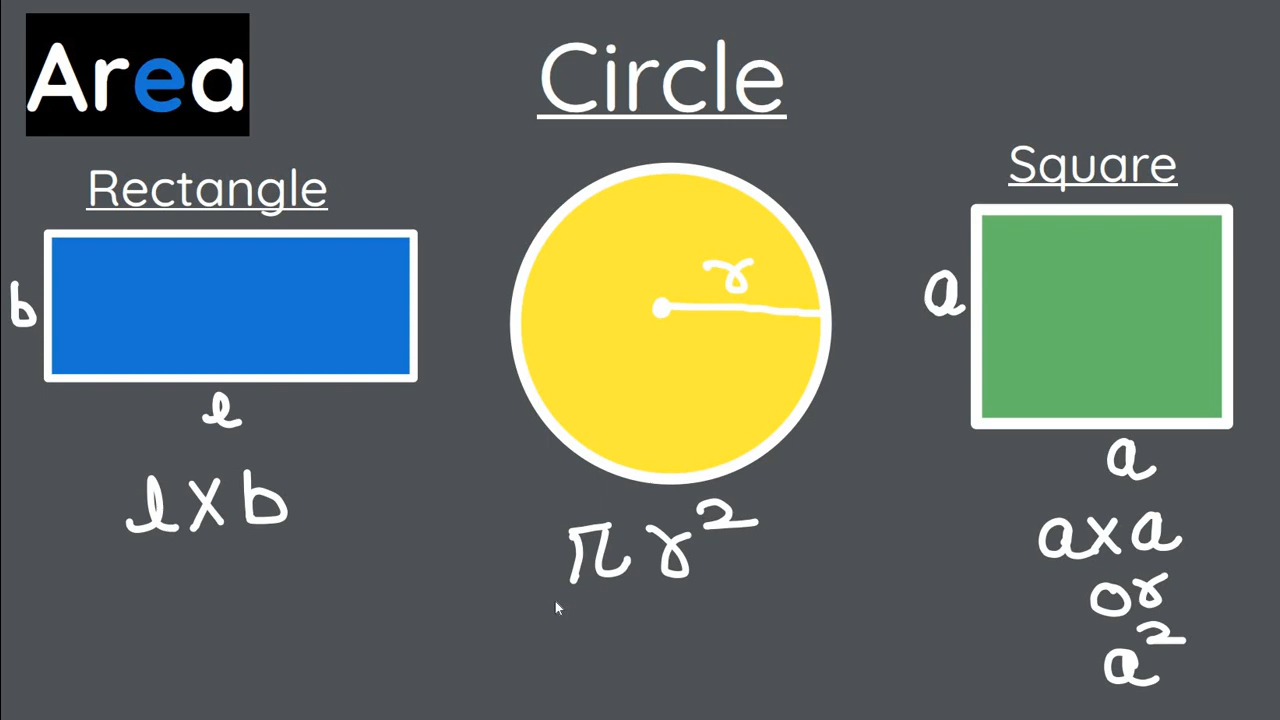 Area
Circle
Rectangle
b
l
l x b
r
πr²
Square
a
a
a x a
or
a²